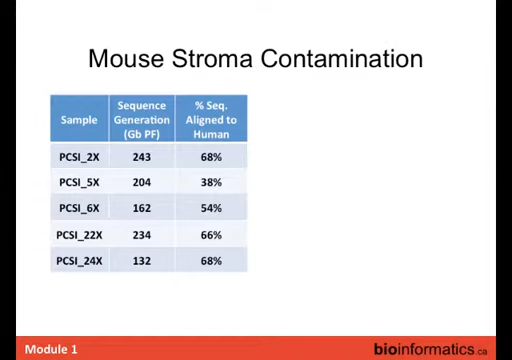 Mouse Stroma Contamination
Sample
Sequence
Generation
(Gb PF)
% Seq.
Aligned to
Human
PCSI_2X 243 68%
PCSI_5X 204 38%
PCSI_6X 162 54%
PCSI_22X 234 66%
PCSI_24X 132 68%
Module 1
bioinformatics.ca